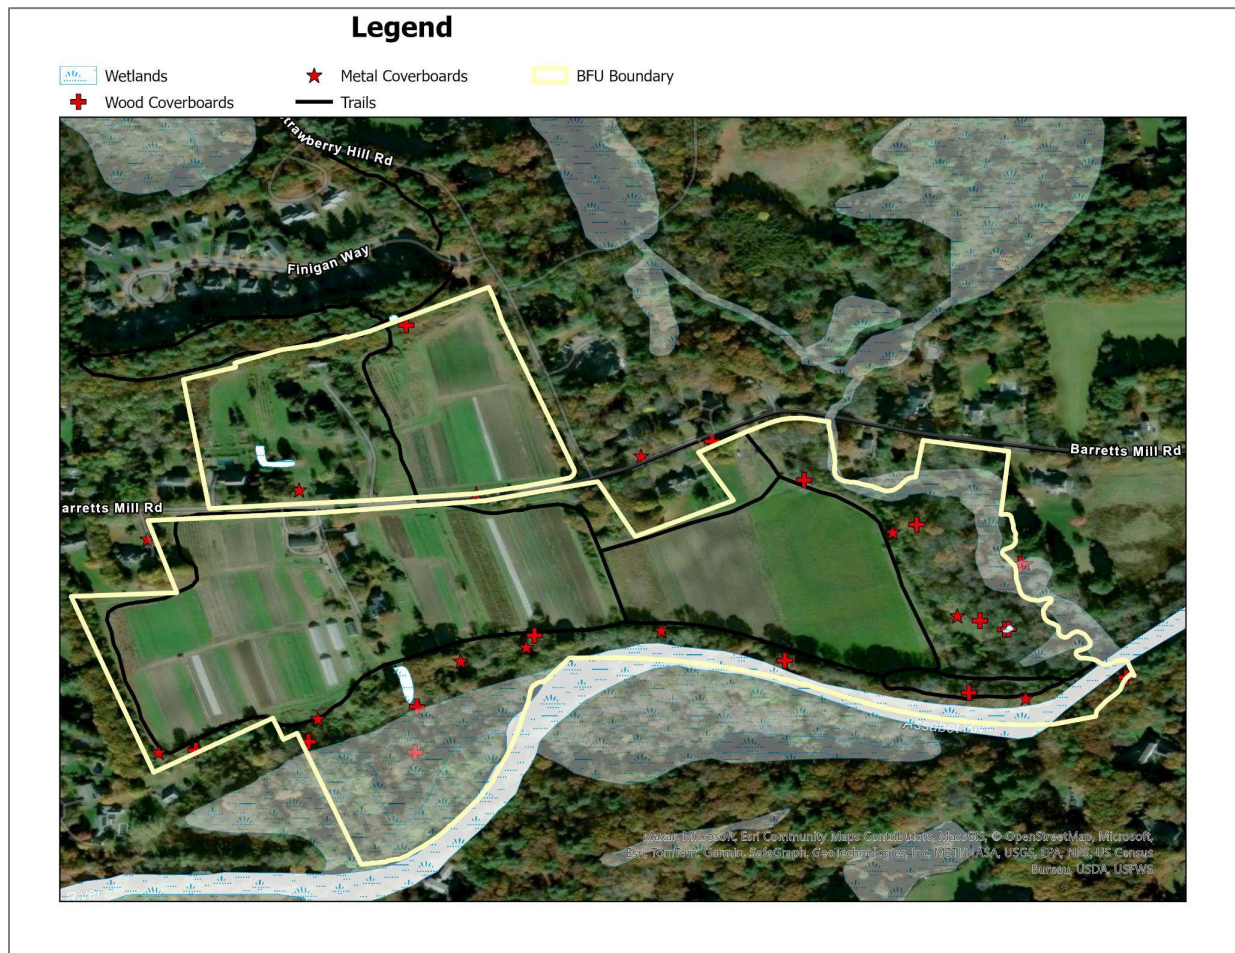 Legend
Wetlands
Metal Coverboards
BFU Boundary
Wood Coverboards
Trails
trawberry Hill Rd
Finigan Way
Barretts Mill Rd
arretts Mill Rd
Maxar, Microsoft, Esri Community Maps Contributors, MassGIS, © OpenStreetMap, Microsoft,
Esri, TomTom, Garmin, SafeGraph, GeoTechnologies, Inc, METI/NASA, USGS, EPA, NPS, US Census
Bureau, USDA, USFWS